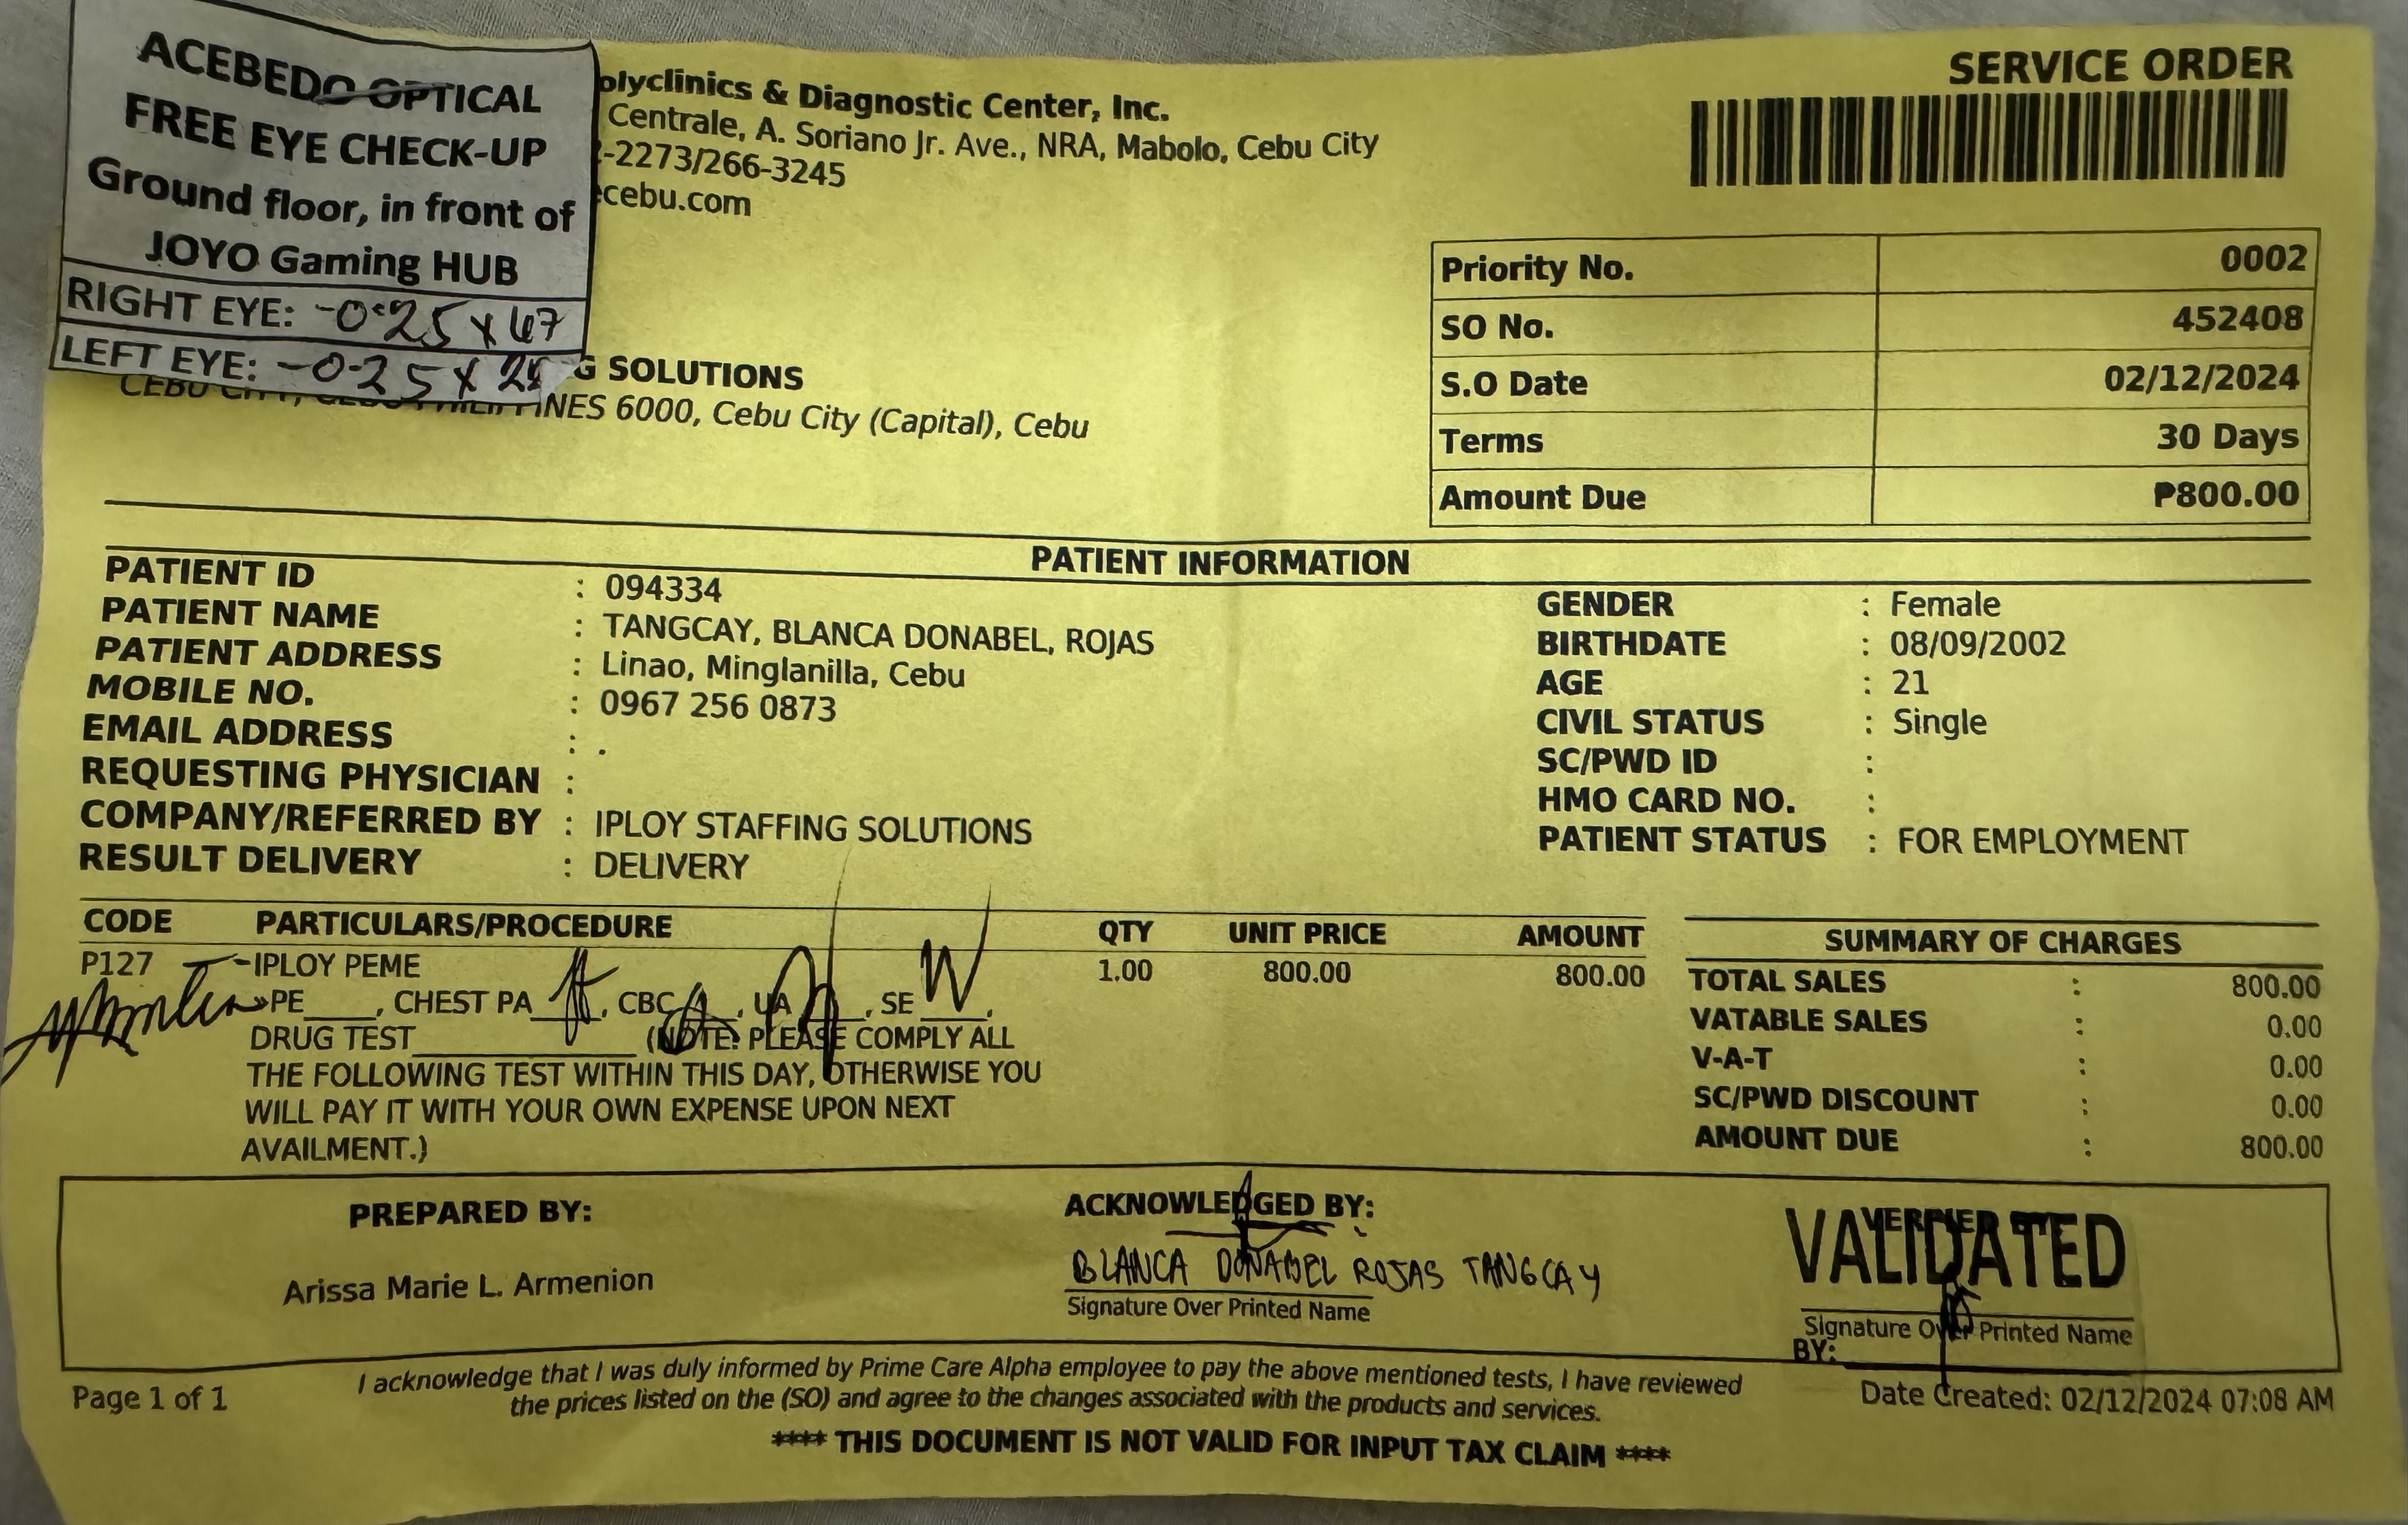 ACEBEDO OPTICAL
FREE EYE CHECK-UP
Ground floor, in front of
JOYO Gaming HUB
RIGHT EYE: -0.25 x 67
LEFT EYE: -0.25 x
olyclinics & Diagnostic Center, Inc.
Centrale, A. Soriano Jr. Ave., NRA, Mabolo, Cebu City
-2273/266-3245
cebu.com
G SOLUTIONS
CEBU CITY, CEBU PHILIPPINES 6000, Cebu City (Capital), Cebu
SERVICE ORDER
Priority No. 0002
SO No. 452408
S.O Date 02/12/2024
Terms 30 Days
Amount Due ₱800.00
PATIENT INFORMATION
PATIENT ID : 094334
PATIENT NAME : TANGCAY, BLANCA DONABEL, ROJAS
PATIENT ADDRESS : Linao, Minglanilla, Cebu
MOBILE NO. : 0967 256 0873
EMAIL ADDRESS : .
REQUESTING PHYSICIAN :
COMPANY/REFERRED BY : IPLOY STAFFING SOLUTIONS
RESULT DELIVERY : DELIVERY
GENDER : Female
BIRTHDATE : 08/09/2002
AGE : 21
CIVIL STATUS : Single
SC/PWD ID :
HMO CARD NO. :
PATIENT STATUS : FOR EMPLOYMENT
CODE PARTICULARS/PROCEDURE QTY UNIT PRICE AMOUNT
P127 -IPLOY PEME 1.00 800.00 800.00
PE____, CHEST PA____, CBC____, UA____, SE____,
DRUG TEST____________ (NOTE: PLEASE COMPLY ALL
THE FOLLOWING TEST WITHIN THIS DAY, OTHERWISE YOU
WILL PAY IT WITH YOUR OWN EXPENSE UPON NEXT
AVAILMENT.)
SUMMARY OF CHARGES
TOTAL SALES : 800.00
VATABLE SALES : 0.00
V-A-T : 0.00
SC/PWD DISCOUNT : 0.00
AMOUNT DUE : 800.00
PREPARED BY:
Arissa Marie L. Armenion
ACKNOWLEDGED BY:
BLANCA DONABEL ROJAS TANGCAY
Signature Over Printed Name
VALIDATED
Signature Over Printed Name
BY:
I acknowledge that I was duly informed by Prime Care Alpha employee to pay the above mentioned tests, I have reviewed
the prices listed on the (SO) and agree to the changes associated with the products and services.
Page 1 of 1
Date Created: 02/12/2024 07:08 AM
**** THIS DOCUMENT IS NOT VALID FOR INPUT TAX CLAIM ****